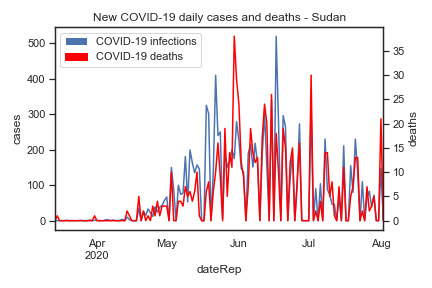 New COVID-19 daily cases and deaths - Sudan
COVID-19 infections
COVID-19 deaths
500
400
300
200
100
0
cases
35
30
25
20
15
10
5
0
deaths
Apr
2020
May
Jun
Jul
Aug
dateRep